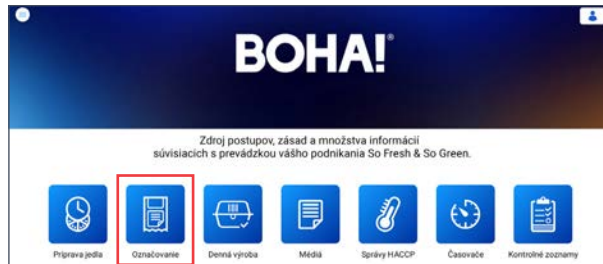 BOHA!®
Zdroj postupov, zásad a množstva informácií
súvisiacich s prevádzkou vášho podnikania So Fresh & So Green.
Príprava jedla
Označovanie
Denná výroba
Médiá
Správy HACCP
Časovače
Kontrolné zoznamy